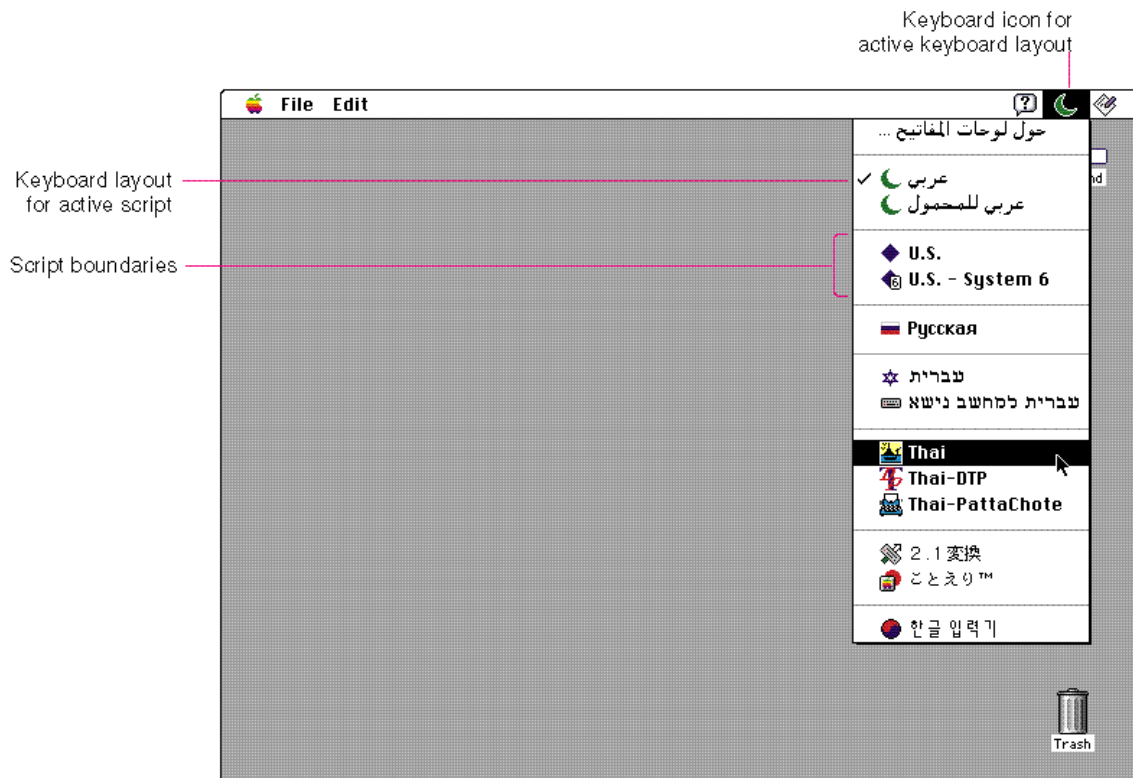 Keyboard icon for
active keyboard layout
File Edit
حول لوحات المفاتيح ...
nd
Keyboard layout
for active script
عربي
عربي للمحمول
Script boundaries
U.S.
6 U.S. - System 6
Русская
עברית
עברית למחשב נישא
Thai
Thai-DTP
Thai-PattaChote
2.1変換
ことえり™
한글 입력기
Trash